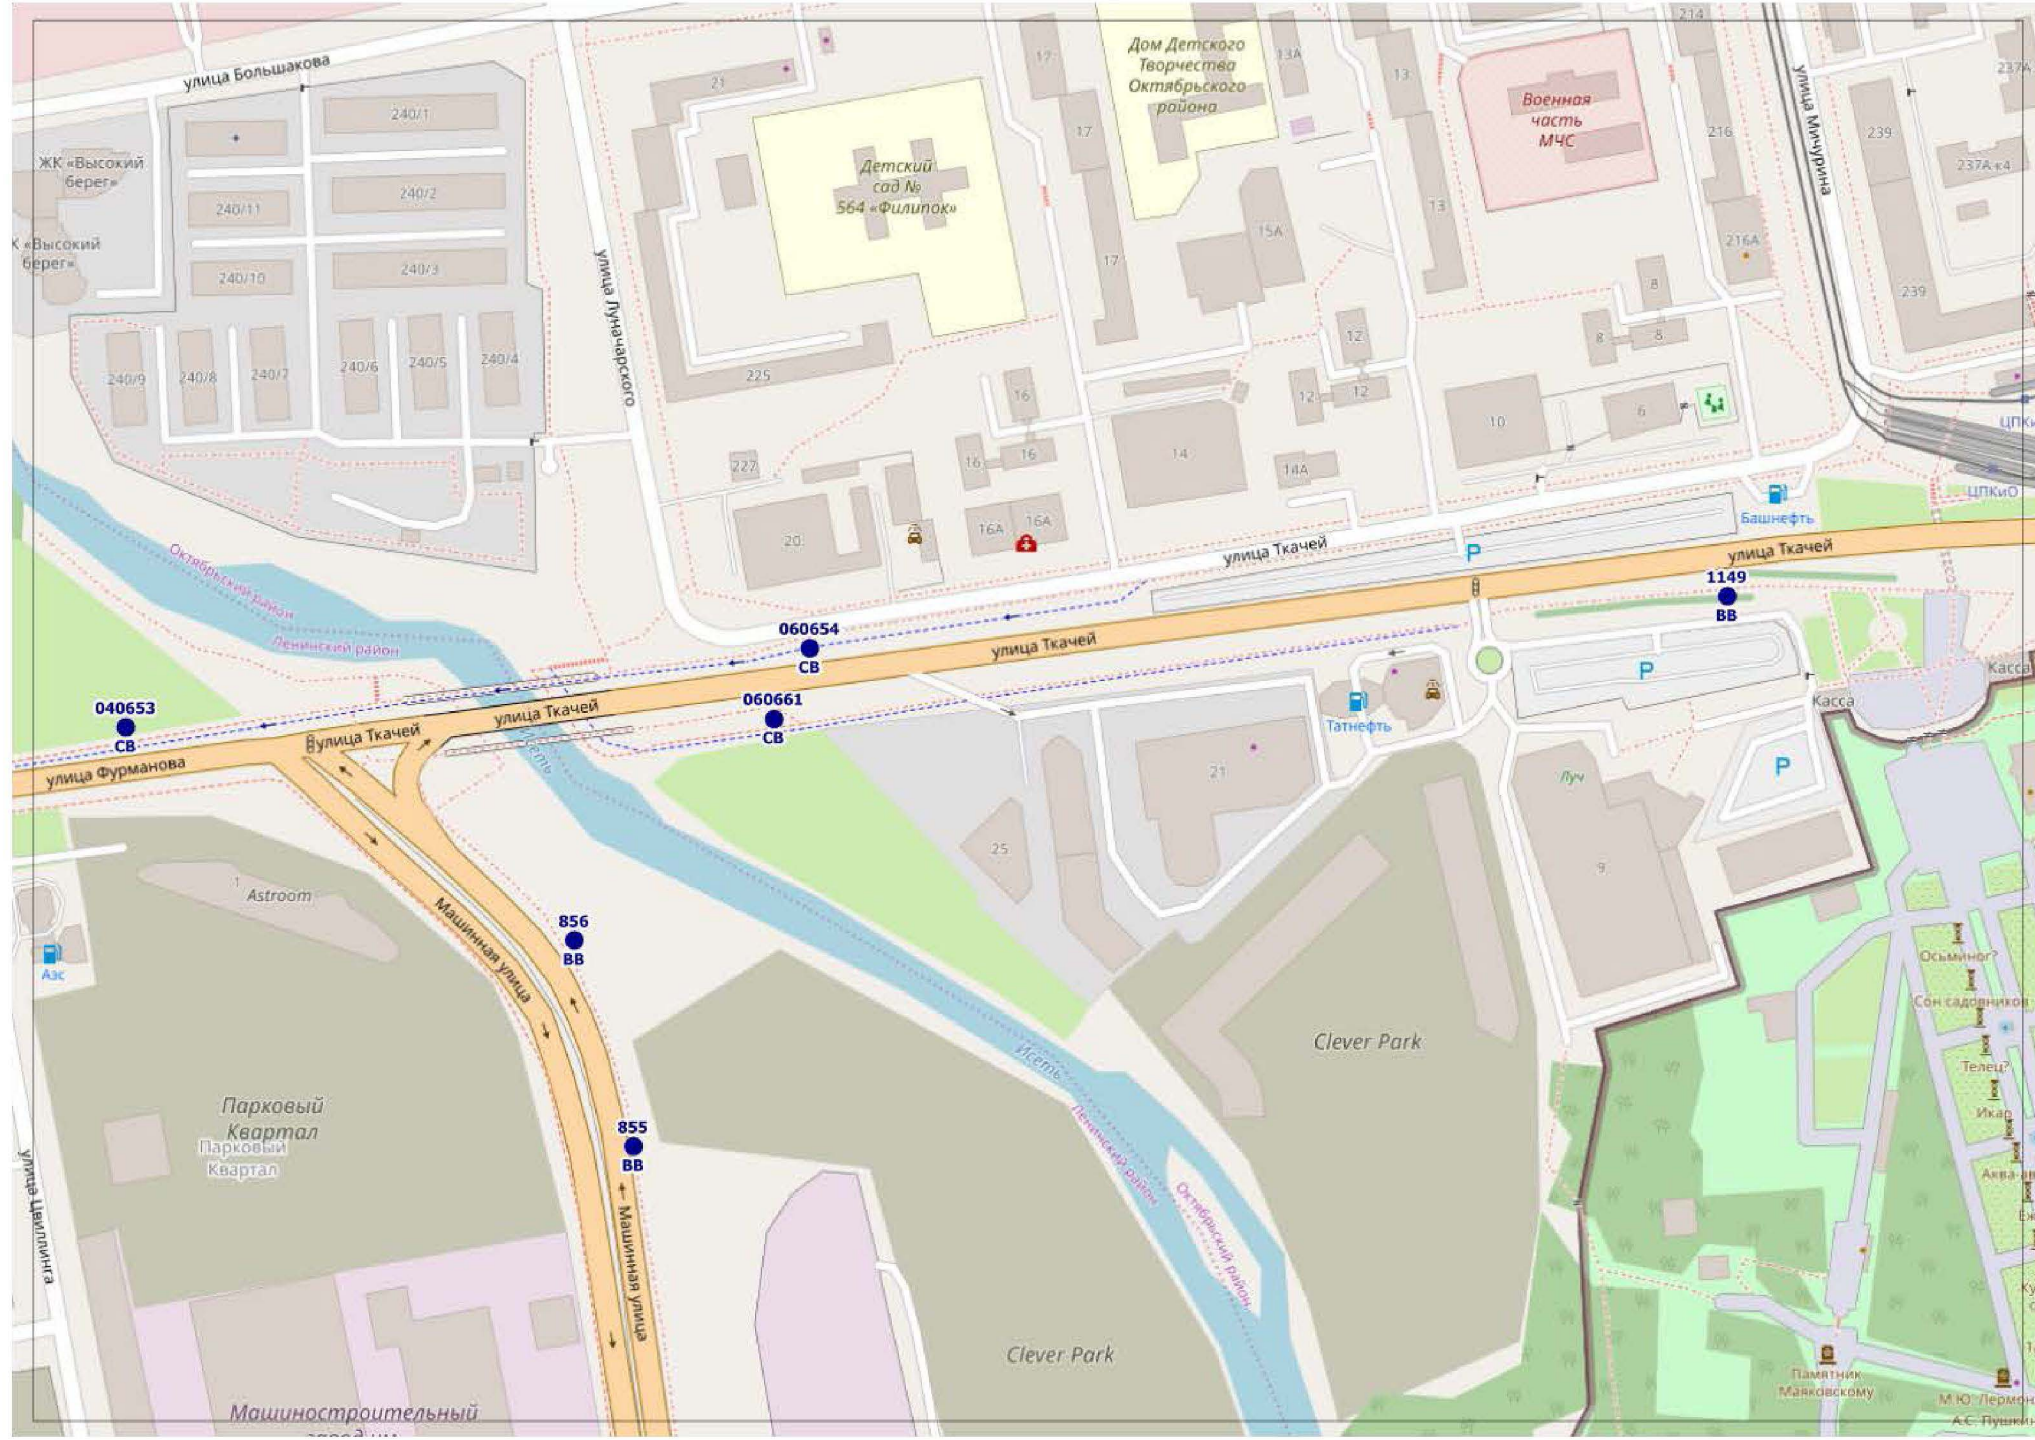 улица Большакова
ЖК «Высокий
берег»
К «Высокий
берег»
240/1
240/2
240/3
240/11
240/10
240/9
240/8
240/7
240/6
240/5
240/4
улица Луначарского
21
Детский
сад №
564 «Филипок»
225
227
20
17
17
17
16
16
16
16А
16А
Дом Детского
Творчества
Октябрьского
района
13А
13
13
15А
14
14А
12
12
12
Военная
часть
МЧС
214
216
216А
8
8
8
10
6
улица Мичурина
239
239
237А
237А к4
ЦПКи
ЦПКиО
Башнефть
P
улица Ткачей
улица Ткачей
улица Ткачей
улица Ткачей
улица Ткачей
улица Фурманова
Октябрьский район
Ленинский район
060654
СВ
060661
СВ
040653
СВ
1149
ВВ
856
ВВ
855
ВВ
P
P
Касса
Касса
Татнефть
Луч
9
21
25
Исеть
Исеть
1
Astroom
Азс
Машинная улица
Машинная улица
Парковый
Квартал
Парковый
Квартал
улица Цвиллинга
Clever Park
Clever Park
Ленинский район
Октябрьский район
Машиностроительный
Осьминог?
Сон садовников
Телец?
Икар
Памятник
Маяковскому
М.Ю. Лермон
А.С. Пушкин